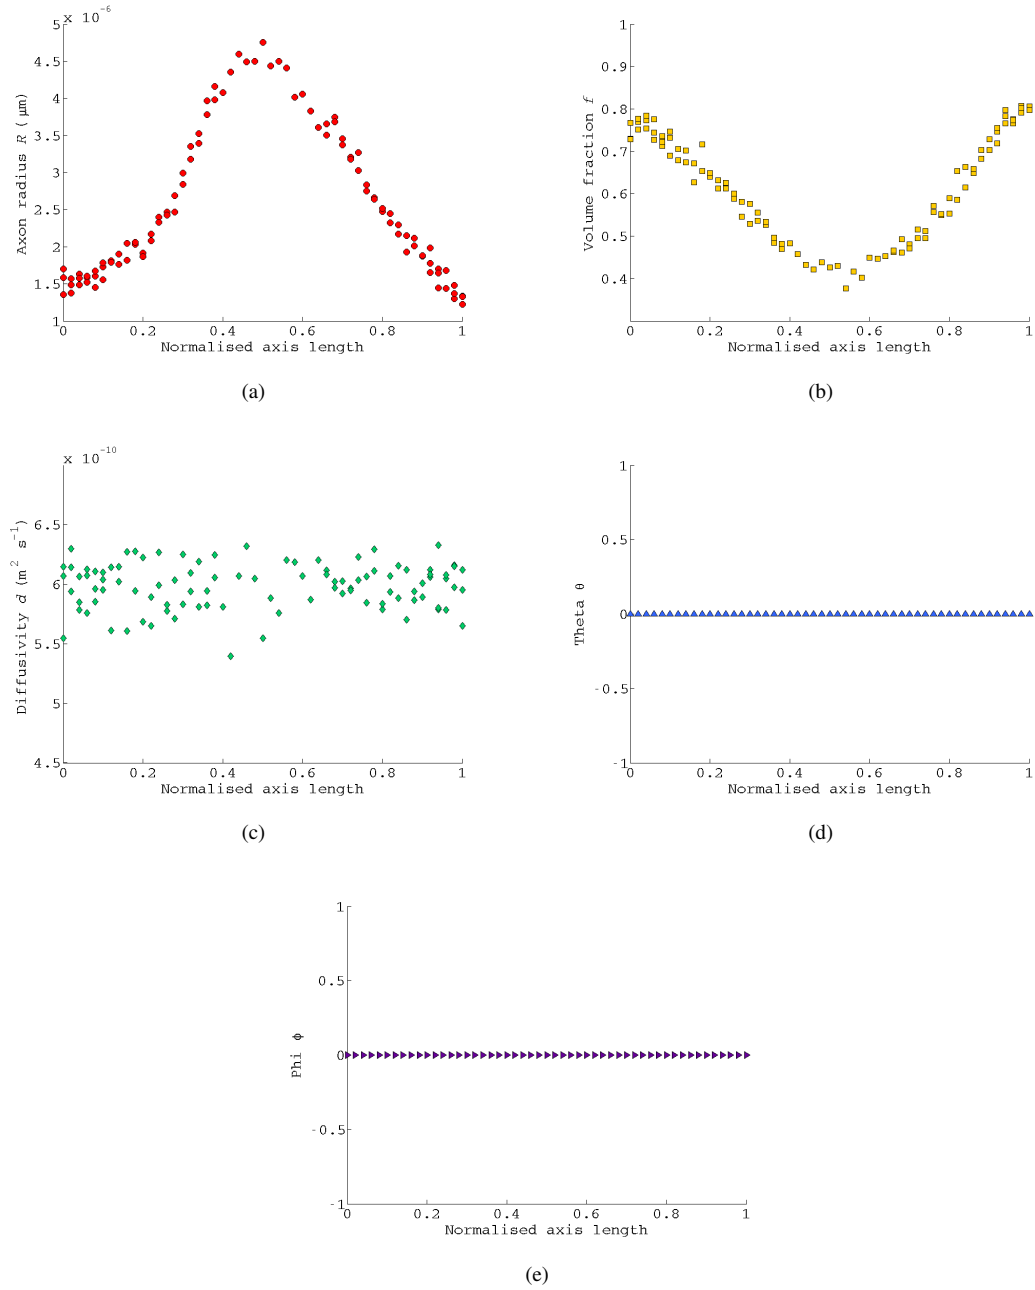 x 10⁻⁶
5
4.5
4
3.5
3
2.5
2
1.5
1
Axon radius R ( μm)
0 0.2 0.4 0.6 0.8 1
Normalised axis length
(a)
1
0.9
0.8
0.7
0.6
0.5
0.4
Volume fraction f
0 0.2 0.4 0.6 0.8 1
Normalised axis length
(b)
x 10⁻¹⁰
6.5
6
5.5
5
4.5
Diffusivity d (m² s⁻¹)
0 0.2 0.4 0.6 0.8 1
Normalised axis length
(c)
1
0.5
0
-0.5
-1
Theta θ
0 0.2 0.4 0.6 0.8 1
Normalised axis length
(d)
1
0.5
0
-0.5
-1
Phi ϕ
0 0.2 0.4 0.6 0.8 1
Normalised axis length
(e)